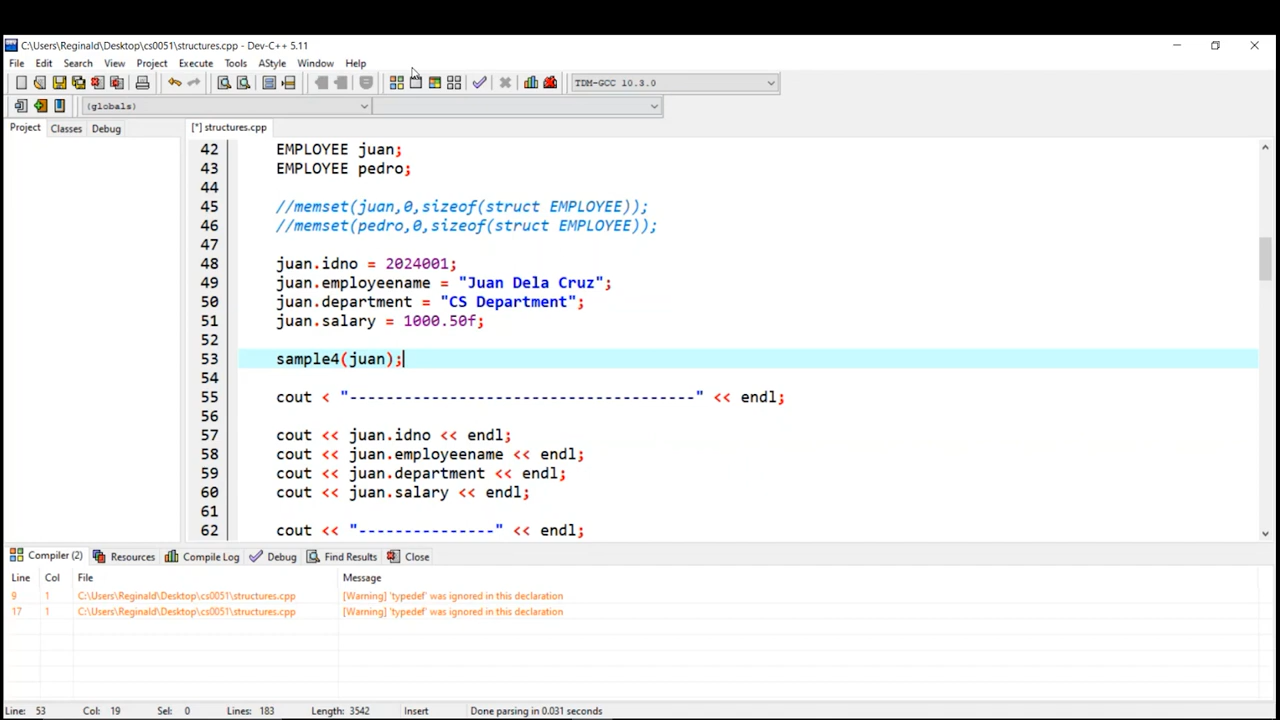 C:\Users\Reginald\Desktop\cs0051\structures.cpp - Dev-C++ 5.11
File Edit Search View Project Execute Tools AStyle Window Help
TDM-GCC 10.3.0
(globals)
Project Classes Debug
[*] structures.cpp
42 EMPLOYEE juan;
43 EMPLOYEE pedro;
44
45 //memset(juan,0,sizeof(struct EMPLOYEE));
46 //memset(pedro,0,sizeof(struct EMPLOYEE));
47
48 juan.idno = 2024001;
49 juan.employeename = "Juan Dela Cruz";
50 juan.department = "CS Department";
51 juan.salary = 1000.50f;
52
53 sample4(juan);
54
55 cout < "--------------------------------------" << endl;
56
57 cout << juan.idno << endl;
58 cout << juan.employeename << endl;
59 cout << juan.department << endl;
60 cout << juan.salary << endl;
61
62 cout << "---------------" << endl;
Compiler (2) Resources Compile Log Debug Find Results Close
Line Col File Message
9 1 C:\Users\Reginald\Desktop\cs0051\structures.cpp [Warning] 'typedef' was ignored in this declaration
17 1 C:\Users\Reginald\Desktop\cs0051\structures.cpp [Warning] 'typedef' was ignored in this declaration
Line: 53 Col: 19 Sel: 0 Lines: 183 Length: 3542 Insert Done parsing in 0.031 seconds